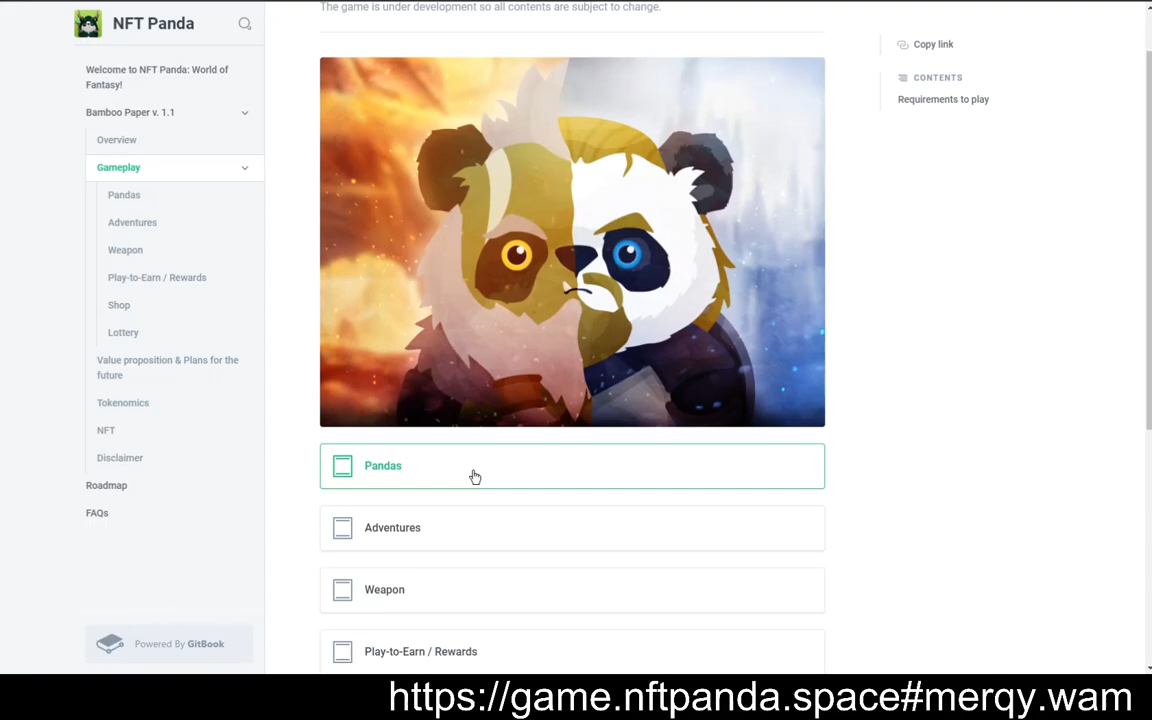 NFT Panda
Welcome to NFT Panda: World of
Fantasy!
Bamboo Paper v. 1.1
Overview
Gameplay
Pandas
Adventures
Weapon
Play-to-Earn / Rewards
Shop
Lottery
Value proposition & Plans for the
future
Tokenomics
NFT
Disclaimer
Roadmap
FAQs
Powered By GitBook
The game is under development so all contents are subject to change.
Pandas
Adventures
Weapon
Play-to-Earn / Rewards
Copy link
CONTENTS
Requirements to play
https://game.nftpanda.space#merqy.wam